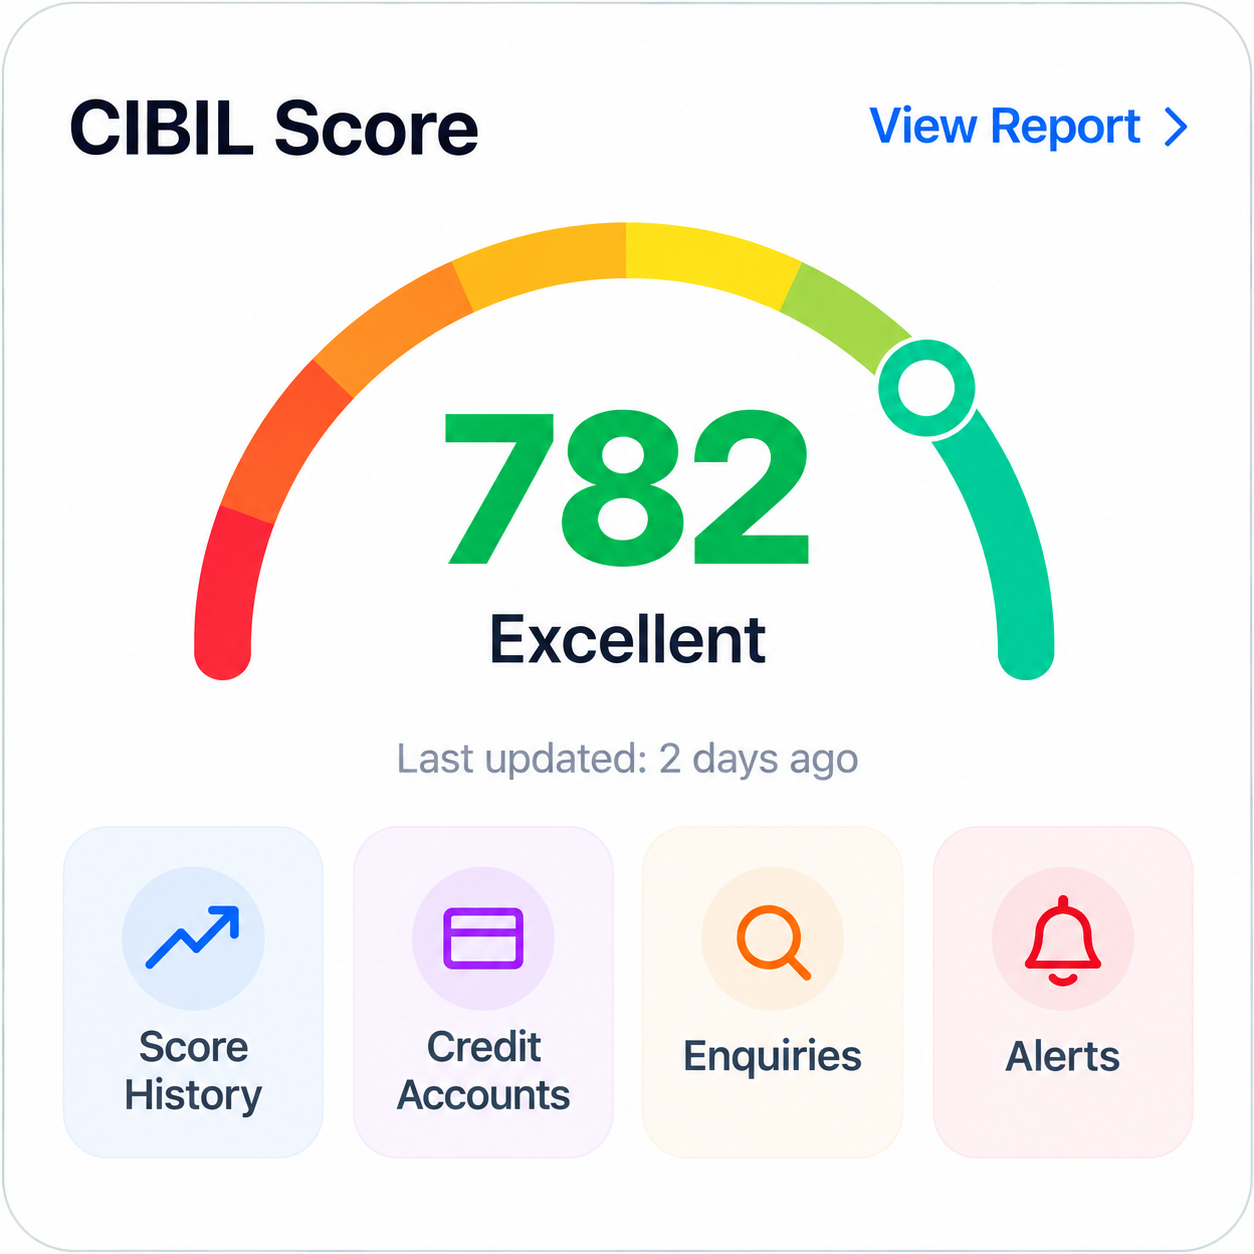 CIBIL Score
View Report
782
Excellent
Last updated: 2 days ago
Score
History
Credit
Accounts
Enquiries
Alerts